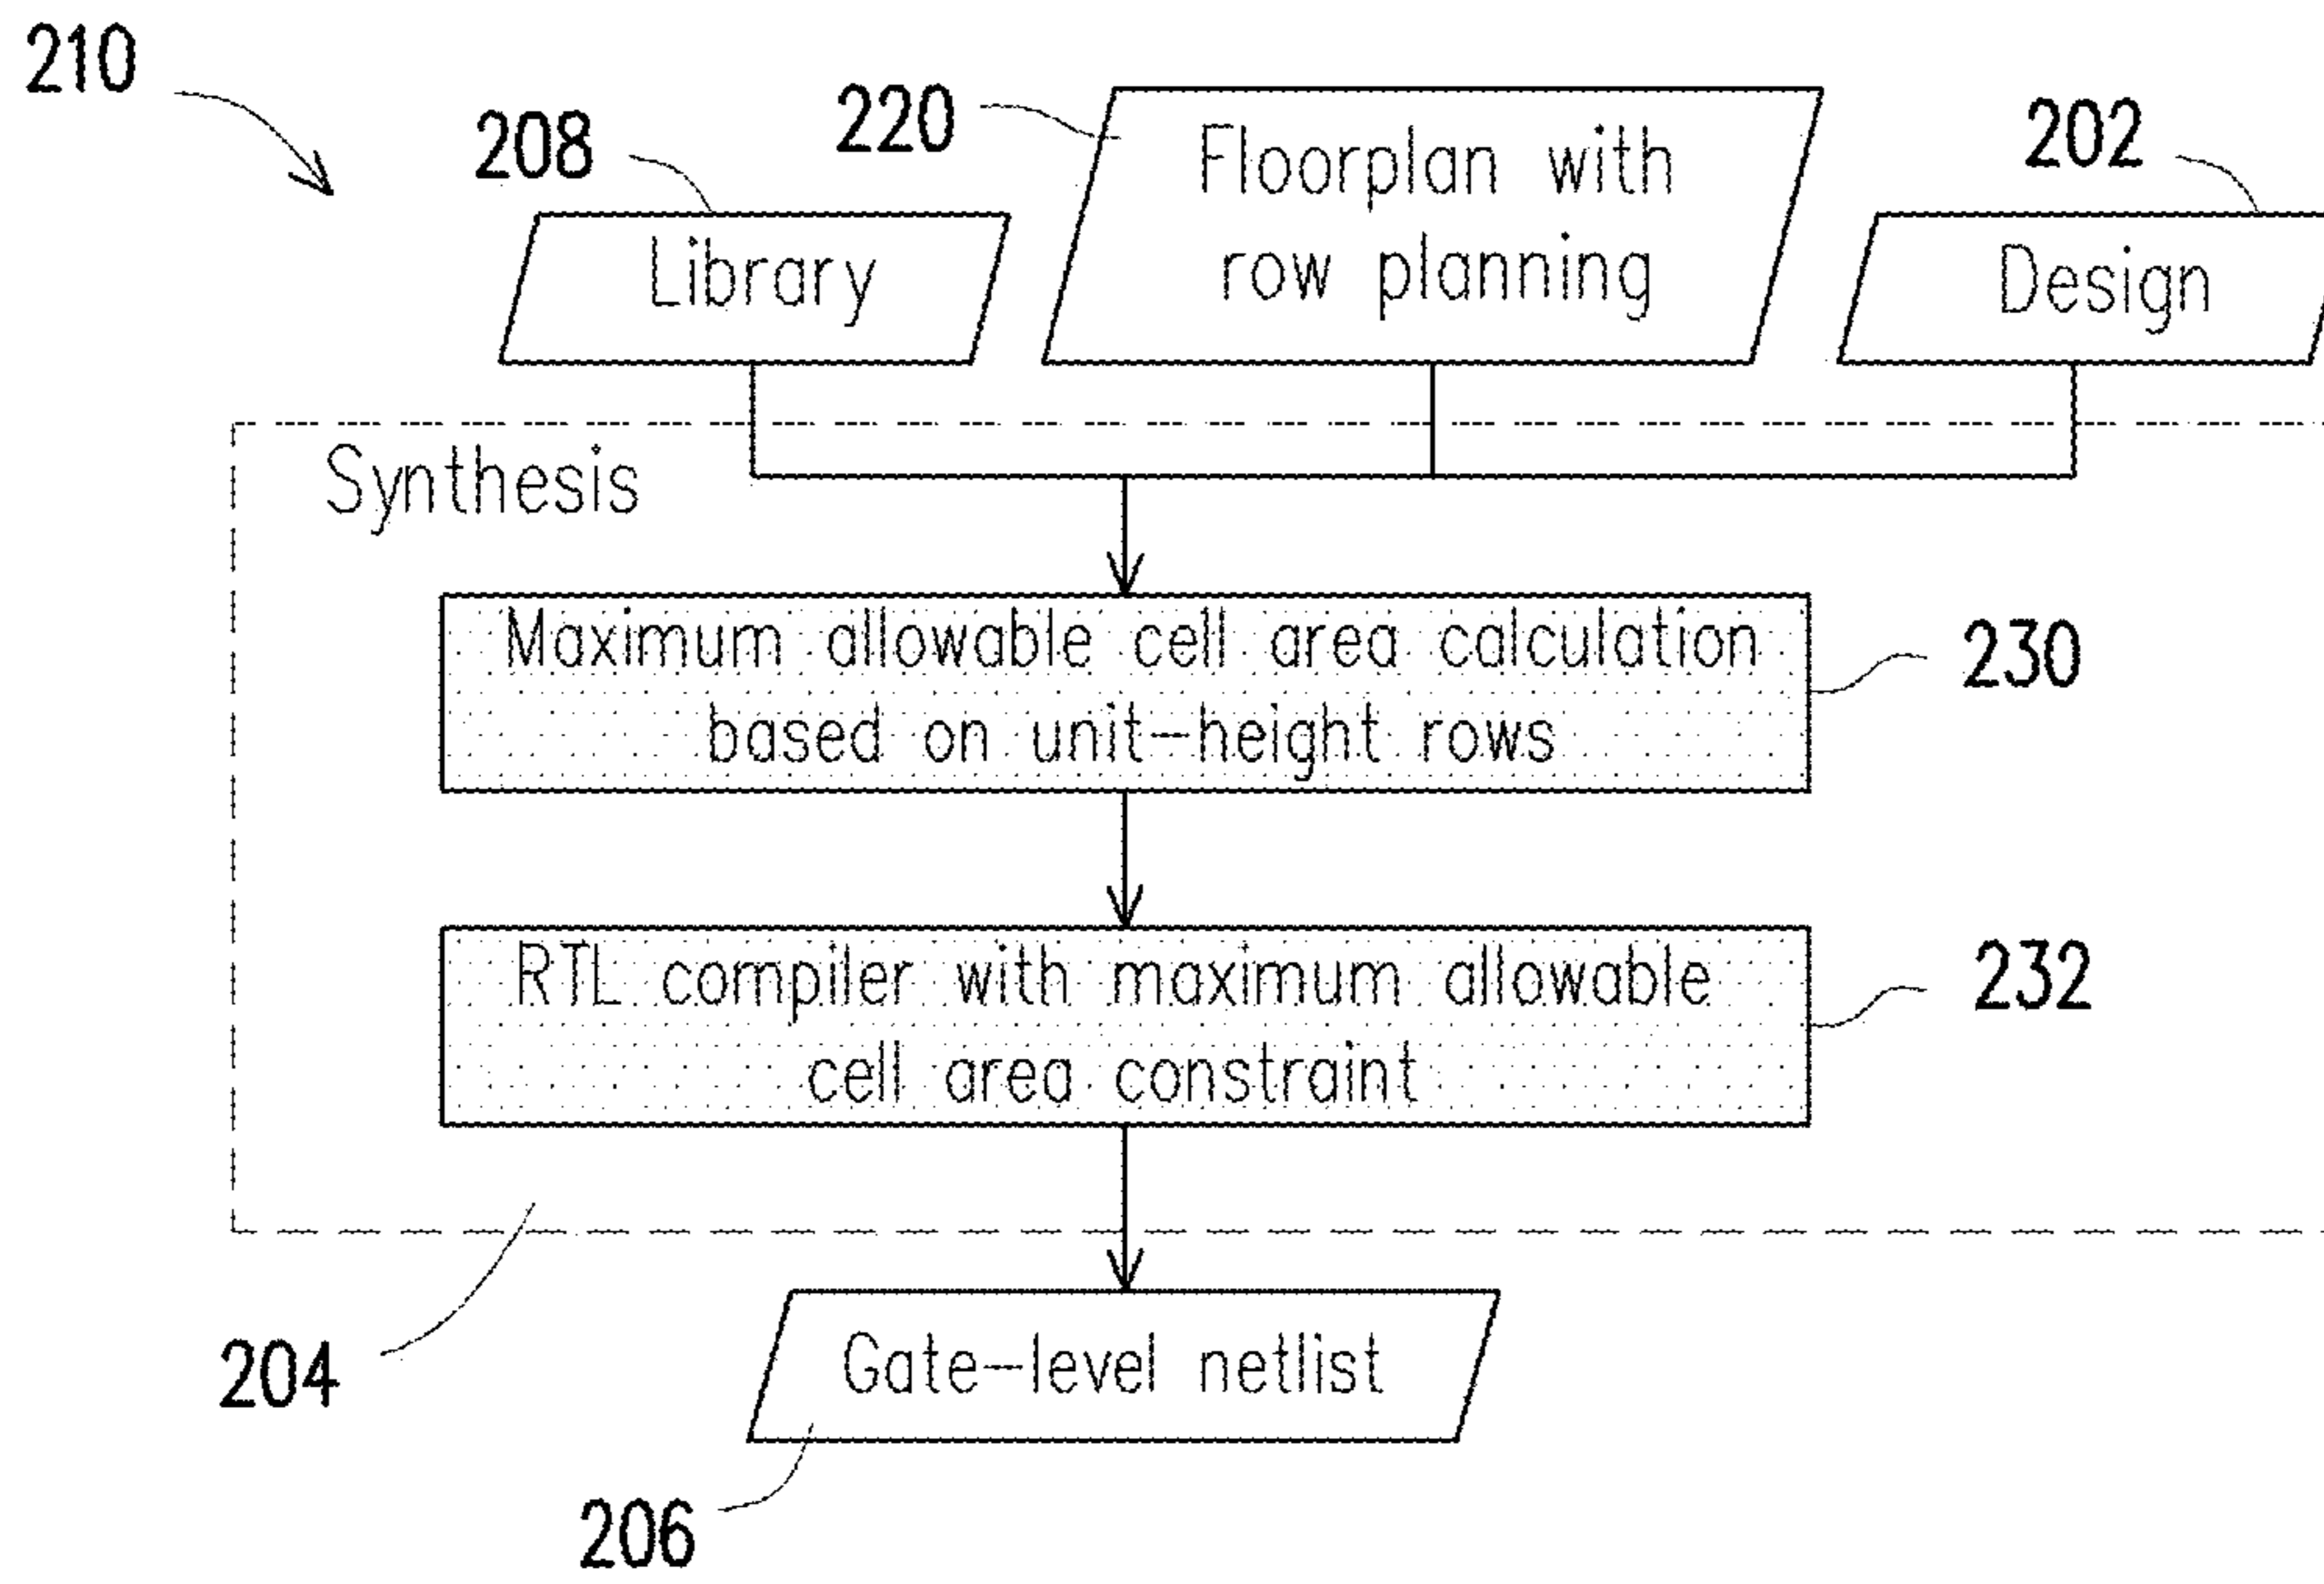 210
208
220
202
Floorplan with
row planning
Library
Design
Synthesis
Maximum allowable cell area calculation
based on unit-height rows
230
RTL compiler with maximum allowable
cell area constraint
232
204
Gate-level netlist
206